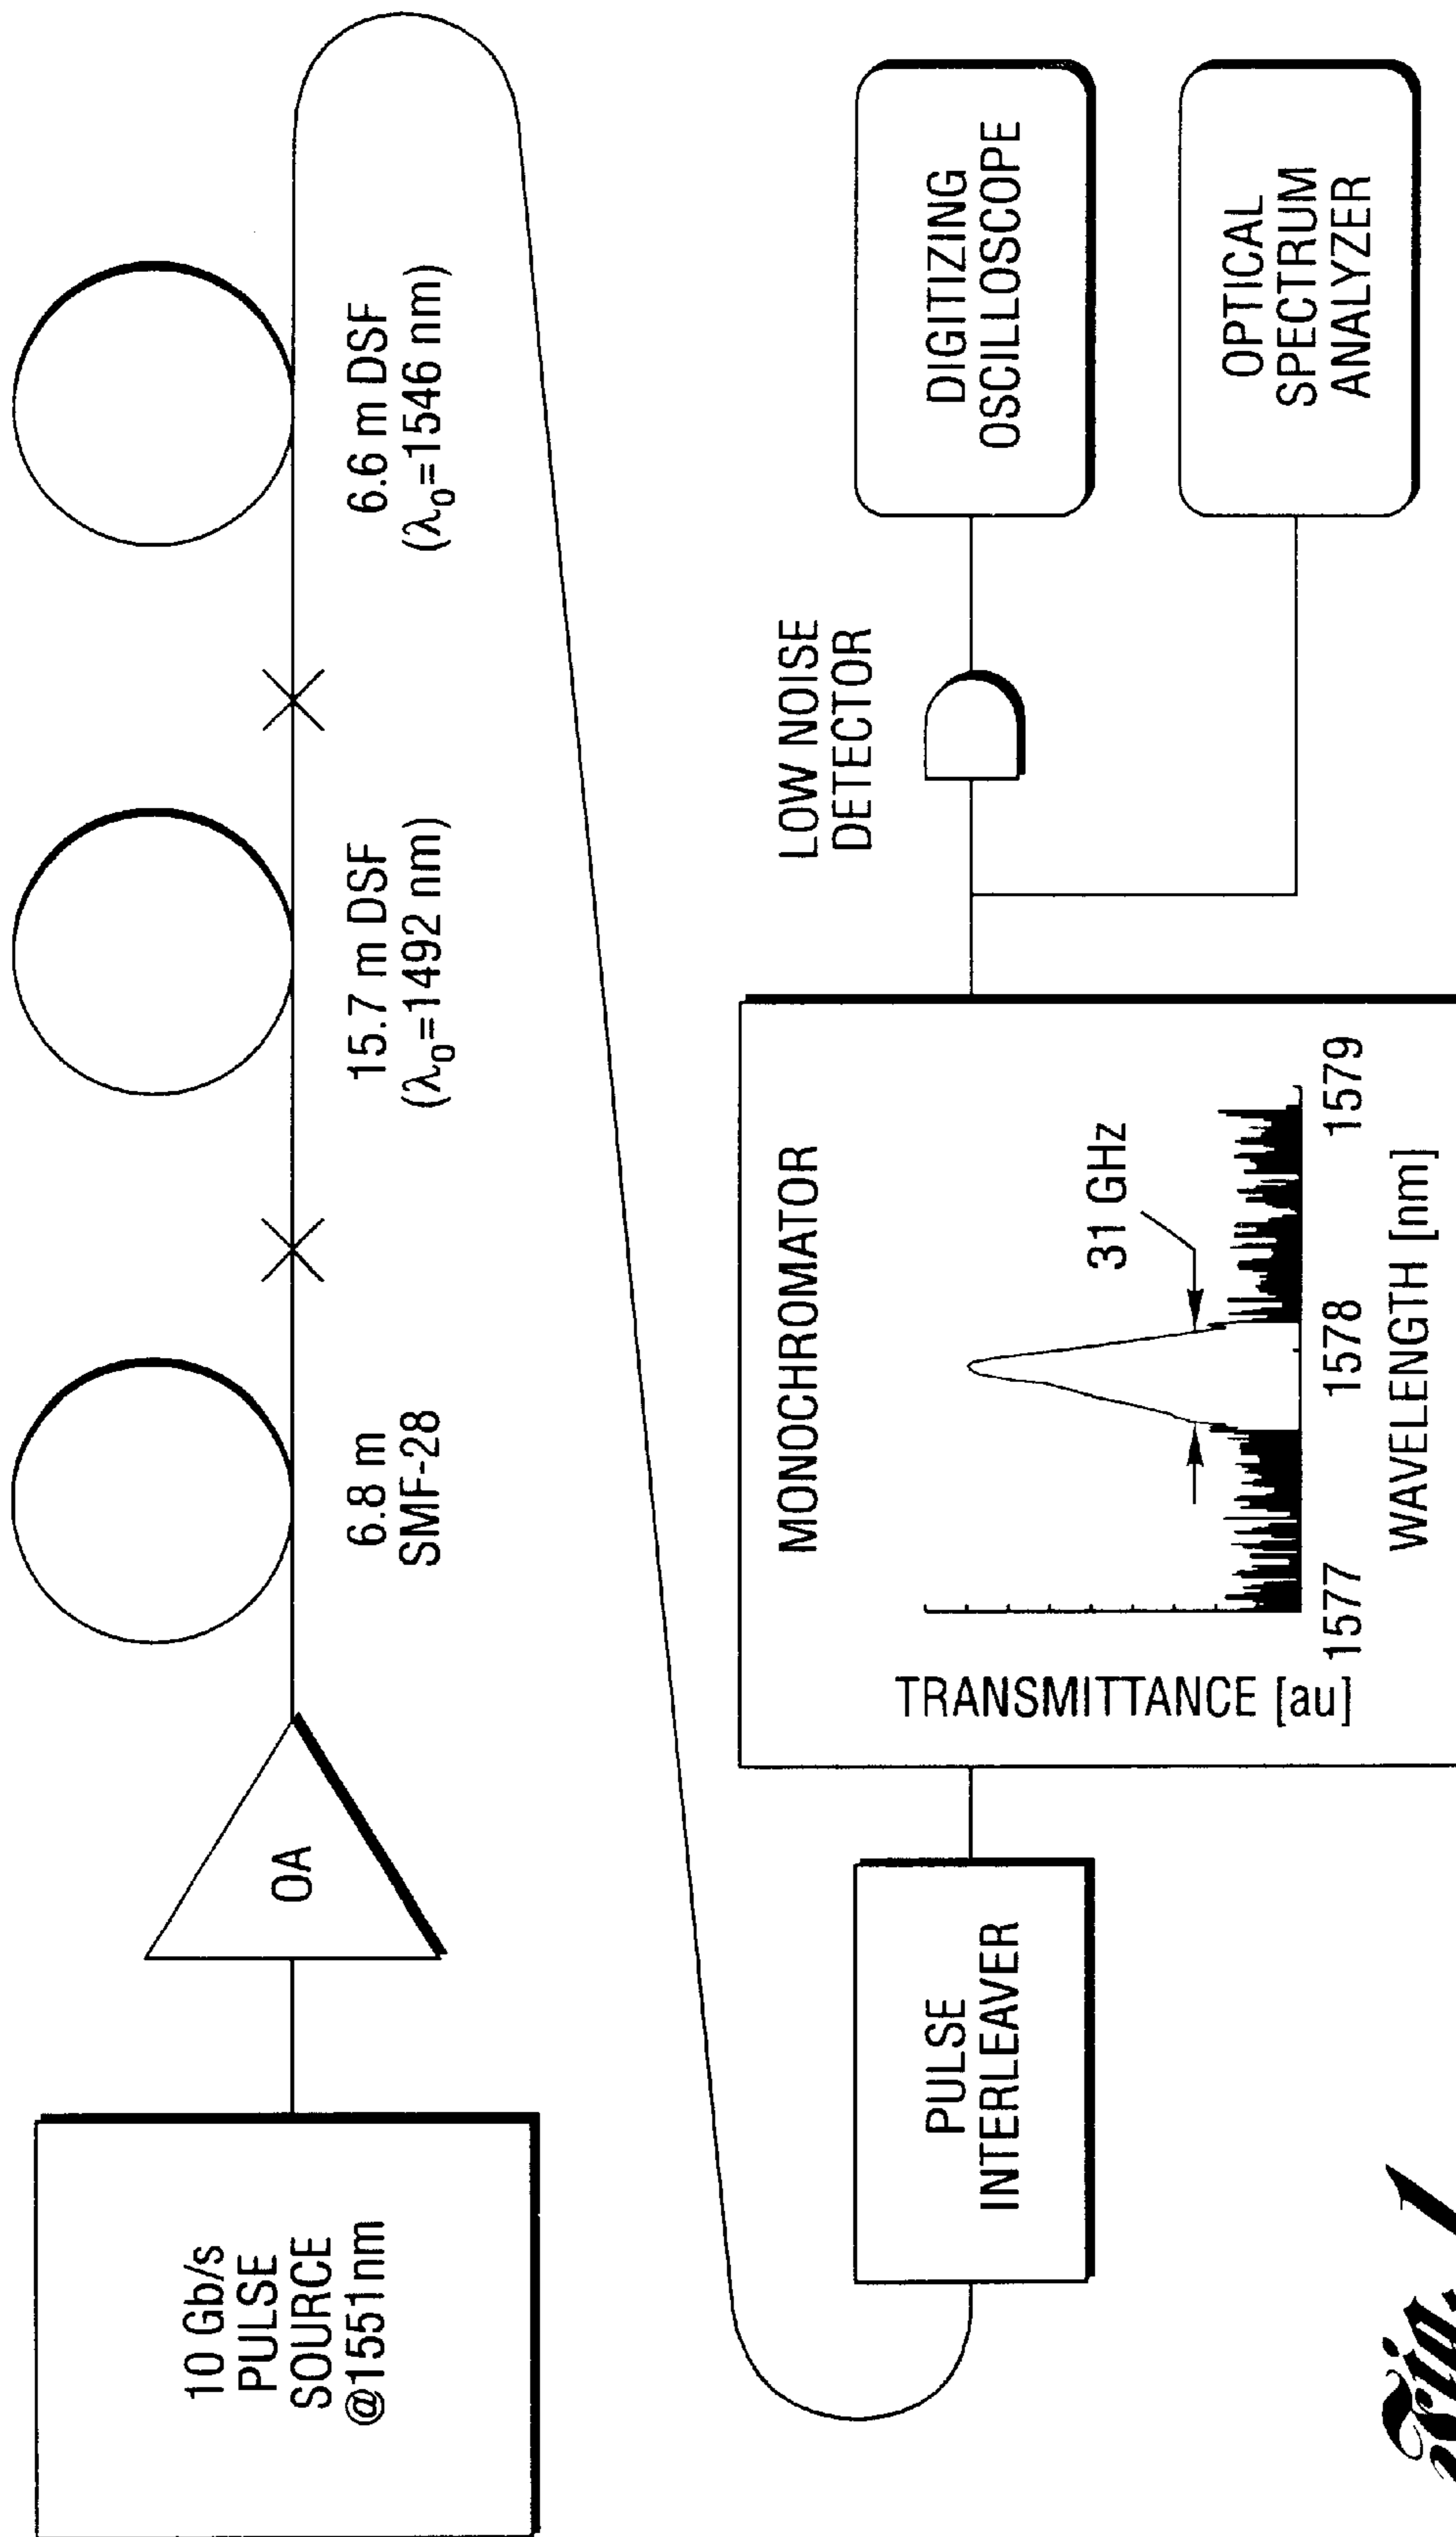 10 Gb/s
PULSE
SOURCE
@1551nm
OA
6.8 m
SMF-28
15.7 m DSF
(λ₀=1492 nm)
6.6 m DSF
(λ₀=1546 nm)
PULSE
INTERLEAVER
MONOCHROMATOR
TRANSMITTANCE [au]
31 GHz
1577
1578
1579
WAVELENGTH [nm]
LOW NOISE
DETECTOR
DIGITIZING
OSCILLOSCOPE
OPTICAL
SPECTRUM
ANALYZER
Fig. 1